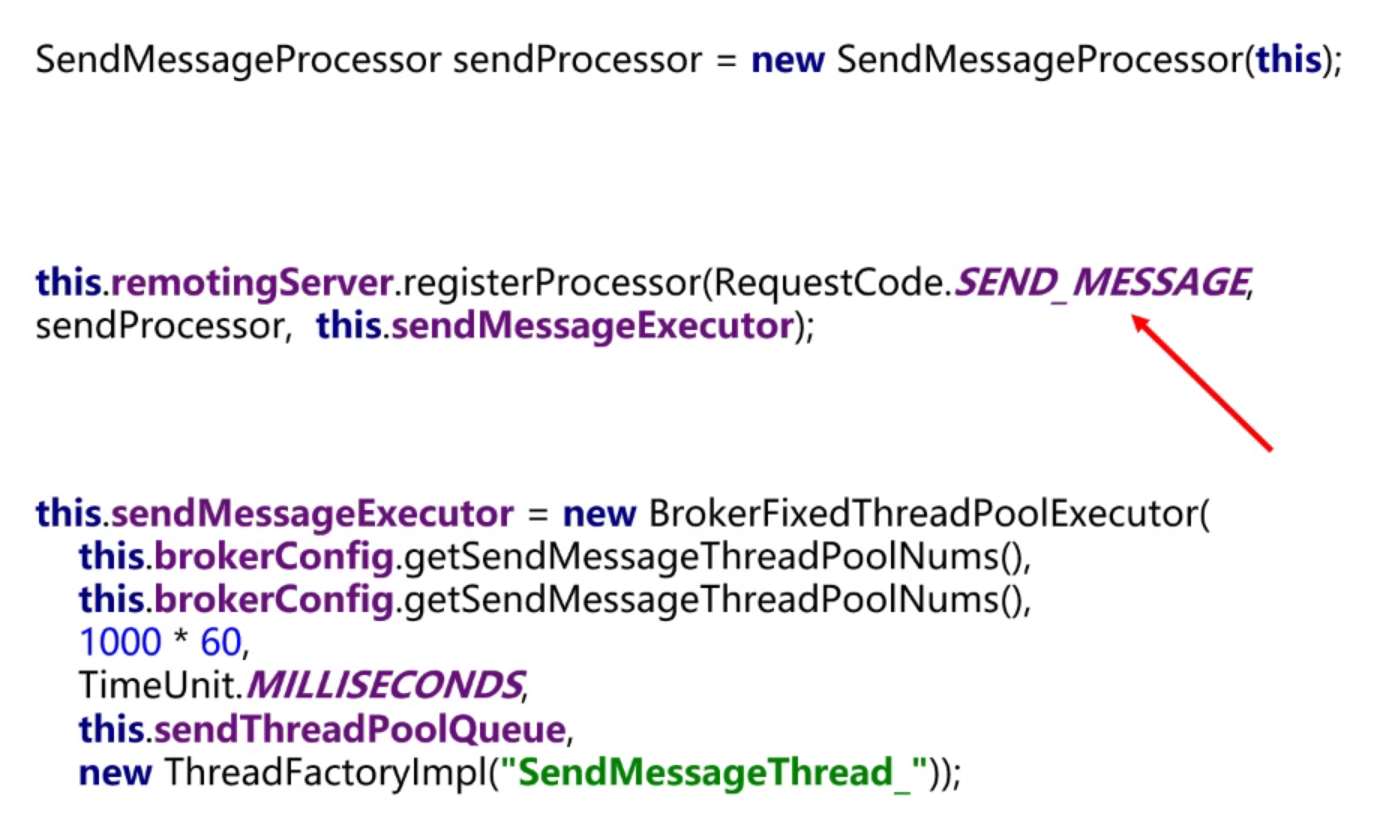 SendMessageProcessor sendProcessor = new SendMessageProcessor(this);
this.remotingServer.registerProcessor(RequestCode.SEND_MESSAGE,
sendProcessor, this.sendMessageExecutor);
this.sendMessageExecutor = new BrokerFixedThreadPoolExecutor(
this.brokerConfig.getSendMessageThreadPoolNums(),
this.brokerConfig.getSendMessageThreadPoolNums(),
1000 * 60,
TimeUnit.MILLISECONDS,
this.sendThreadPoolQueue,
new ThreadFactoryImpl("SendMessageThread_"));